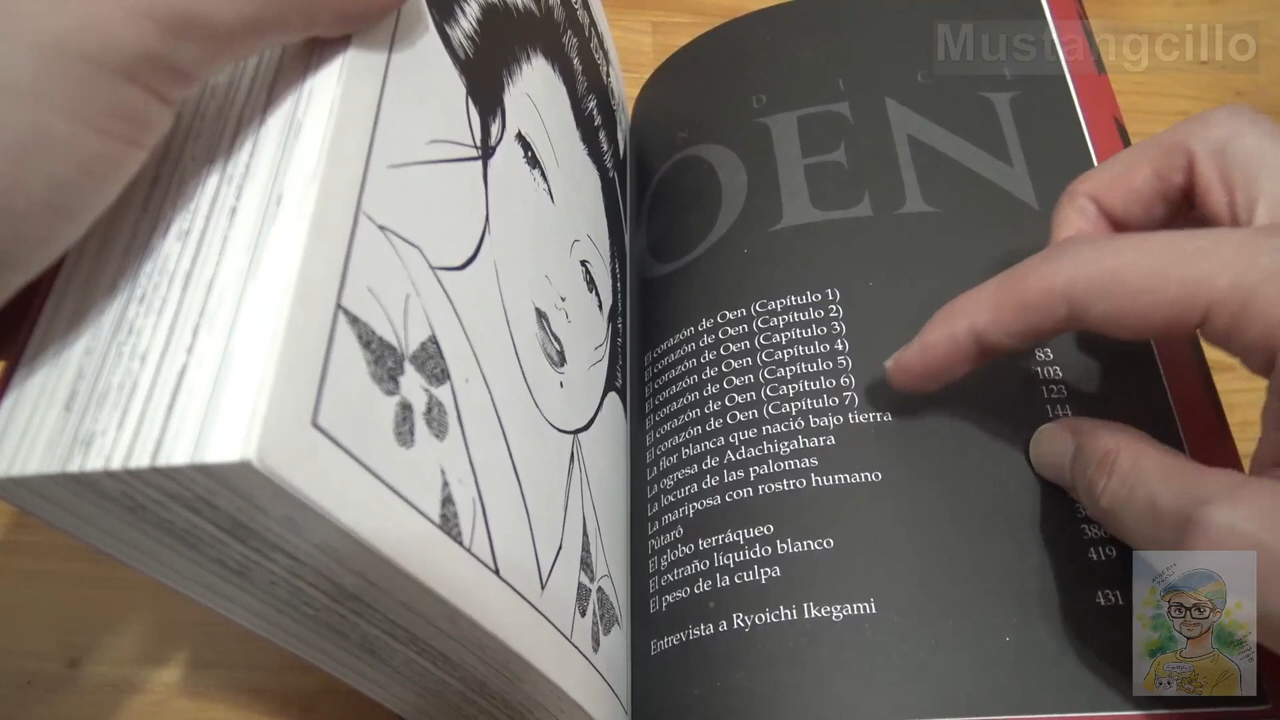 Mustangcillo
N D I C E
OEN
El corazón de Oen (Capítulo 1)
El corazón de Oen (Capítulo 2)
El corazón de Oen (Capítulo 3)
El corazón de Oen (Capítulo 4)
El corazón de Oen (Capítulo 5)
El corazón de Oen (Capítulo 6)
El corazón de Oen (Capítulo 7)
La flor blanca que nació bajo tierra
La ogresa de Adachigahara
La locura de las palomas
La mariposa con rostro humano
Pûtarô
El globo terráqueo
El extraño líquido blanco
El peso de la culpa
Entrevista a Ryoichi Ikegami
83
103
123
144
419
431